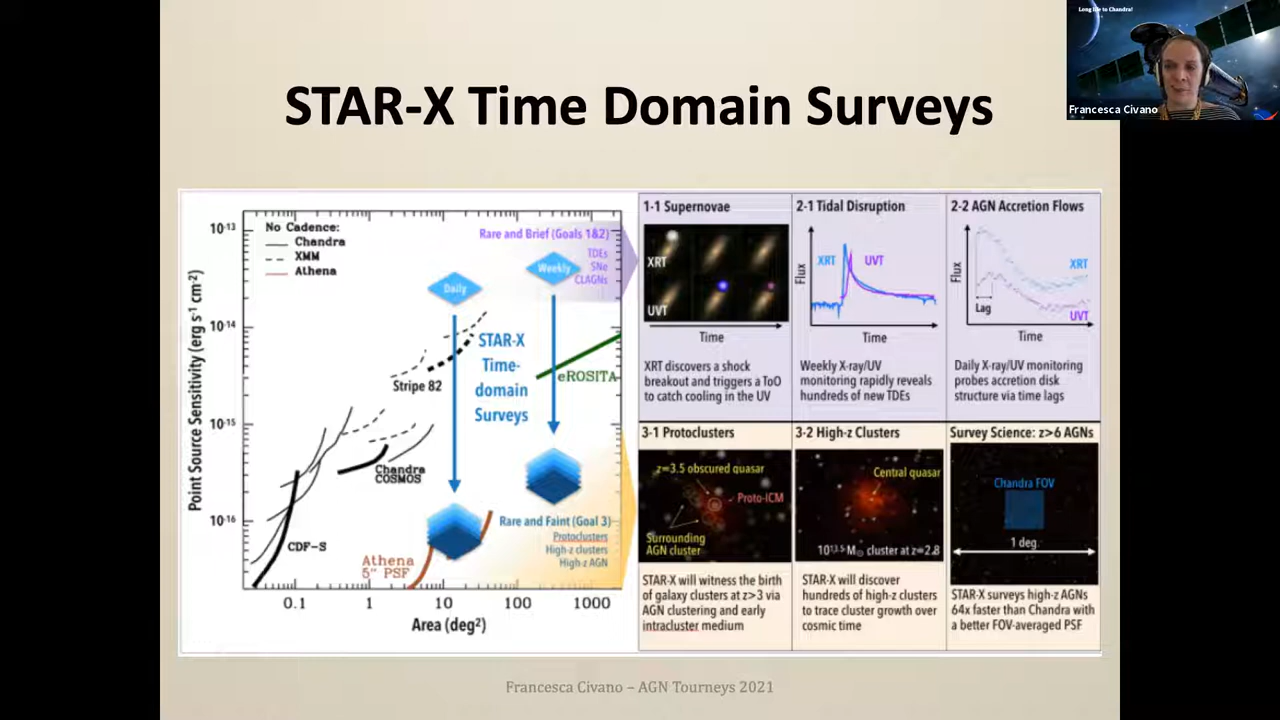 Long life to Chandra!
Francesca Civano
STAR-X Time Domain Surveys
Point Source Sensitivity (erg s⁻¹ cm⁻²)
10⁻¹³
10⁻¹⁴
10⁻¹⁵
10⁻¹⁶
No Cadence:
Chandra
XMM
Athena
Rare and Brief (Goals 1&2)
TDEs
SNe
CLAGNs
Daily
Weekly
STAR-X
Time-
domain
Surveys
Stripe 82
eROSITA
Chandra
COSMOS
CDF-S
Athena
5" PSF
Rare and Faint (Goal 3)
Protoclusters
High-z clusters
High-z AGN
0.1
1
10
100
1000
Area (deg²)
1-1 Supernovae
XRT
UVT
Time
XRT discovers a shock
breakout and triggers a ToO
to catch cooling in the UV
2-1 Tidal Disruption
Flux
XRT
UVT
Time
Weekly X-ray/UV
monitoring rapidly reveals
hundreds of new TDEs
2-2 AGN Accretion Flows
Flux
XRT
Lag
UVT
Time
Daily X-ray/UV monitoring
probes accretion disk
structure via time lags
3-1 Protoclusters
z=3.5 obscured quasar
Proto-ICM
Surrounding
AGN cluster
STAR-X will witness the birth
of galaxy clusters at z>3 via
AGN clustering and early
intracluster medium
3-2 High-z Clusters
Central quasar
10¹³·⁵ M⊙ cluster at z=2.8
STAR-X will discover
hundreds of high-z clusters
to trace cluster growth over
cosmic time
Survey Science: z>6 AGNs
Chandra FOV
1 deg.
STAR-X surveys high-z AGNs
64x faster than Chandra with
a better FOV-averaged PSF
Francesca Civano – AGN Tourneys 2021